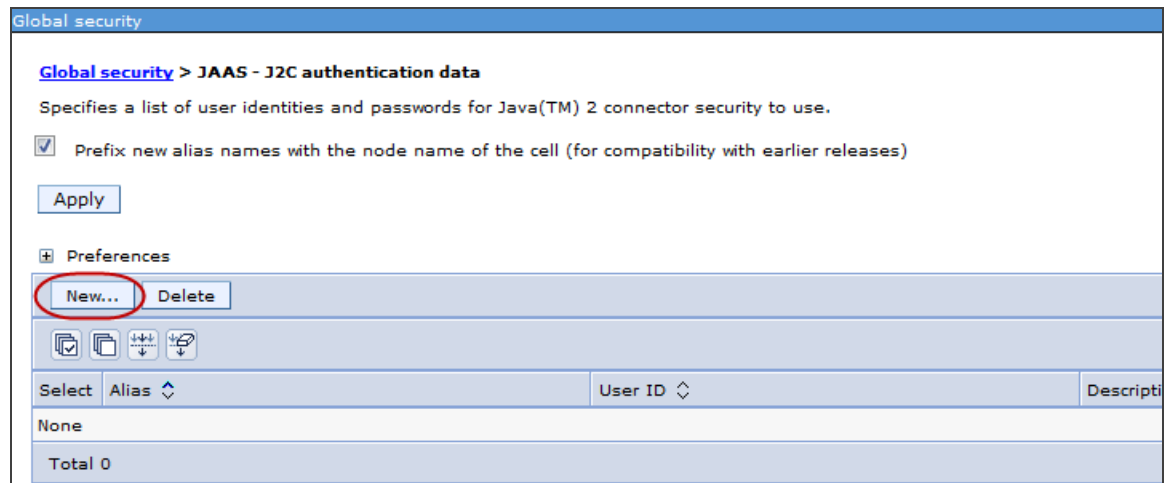 Global security
Global security > JAAS - J2C authentication data
Specifies a list of user identities and passwords for Java(TM) 2 connector security to use.
Prefix new alias names with the node name of the cell (for compatibility with earlier releases)
Apply
Preferences
New... Delete
Select Alias User ID Descripti
None
Total 0